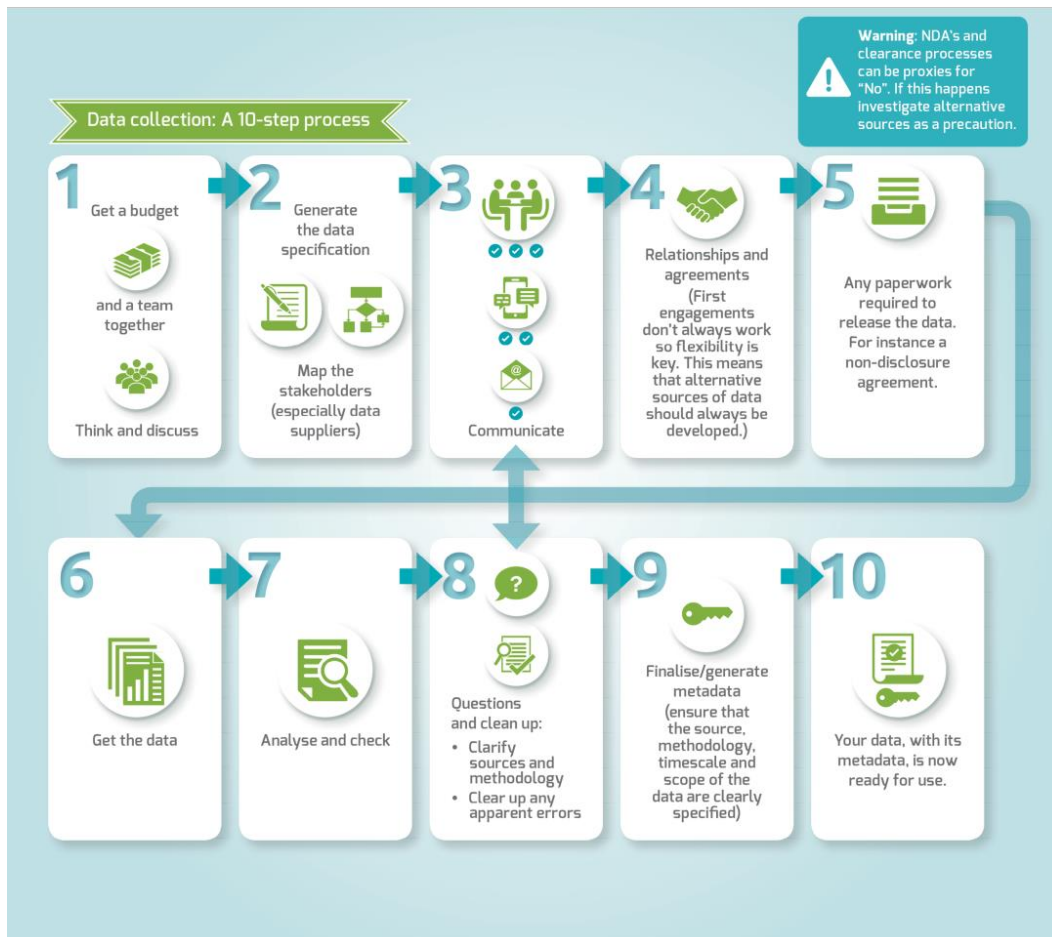 Warning: NDA's and
clearance processes
can be proxies for
“No”. If this happens
investigate alternative
sources as a precaution.
Data collection: A 10-step process
1
Get a budget
and a team
together
Think and discuss
2
Generate
the data
specification
Map the
stakeholders
(especially data
suppliers)
3
@
Communicate
4
Relationships and
agreements
(First
engagements
don't always work
so flexibility is
key. This means
that alternative
sources of data
should always be
developed.)
5
Any paperwork
required to
release the data.
For instance a
non-disclosure
agreement.
6
Get the data
7
Analyse and check
8
?
Questions
and clean up:
• Clarify
sources and
methodology
• Clear up any
apparent errors
9
Finalise/generate
metadata
(ensure that
the source,
methodology,
timescale and
scope of the
data are clearly
specified)
10
Your data, with its
metadata, is now
ready for use.